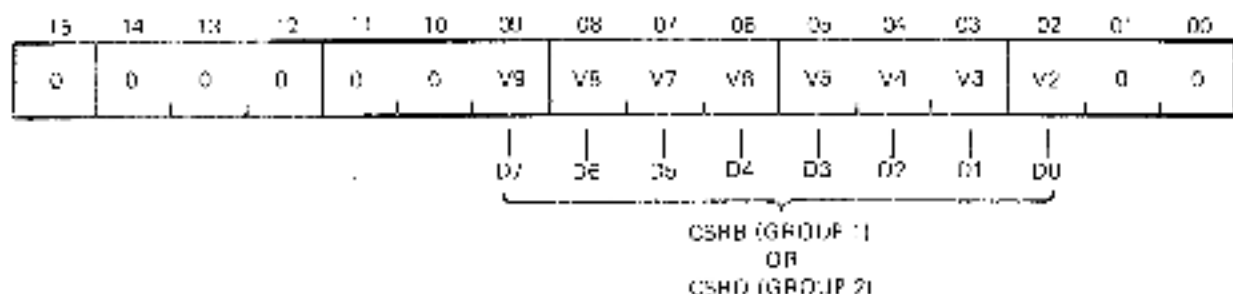 15 14 13 12 11 10 09 08 07 06 05 04 03 02 01 00
0 0 0 0 0 0 V9 V8 V7 V6 V5 V4 V3 V2 0 0
D7 D6 D5 D4 D3 D2 D1 D0
CSRB (GROUP 1)
OR
CSRD (GROUP 2)